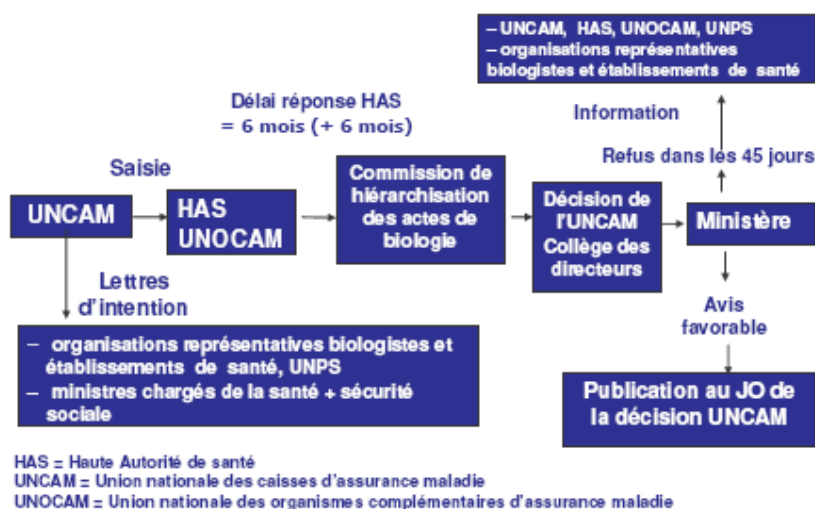 – UNCAM, HAS, UNOCAM, UNPS
– organisations représentatives
biologistes et établissements de santé
Délai réponse HAS
= 6 mois (+ 6 mois)
Information
Refus dans les 45 jours
Saisie
UNCAM
HAS
UNOCAM
Commission de
hiérarchisation
des actes de
biologie
Décision de
l'UNCAM
Collège des
directeurs
Ministère
Lettres
d'intention
Avis
favorable
– organisations représentatives biologistes et
établissements de santé, UNPS
– ministres chargés de la santé + sécurité
sociale
Publication au JO de
la décision UNCAM
HAS = Haute Autorité de santé
UNCAM = Union nationale des caisses d'assurance maladie
UNOCAM = Union nationale des organismes complémentaires d'assurance maladie